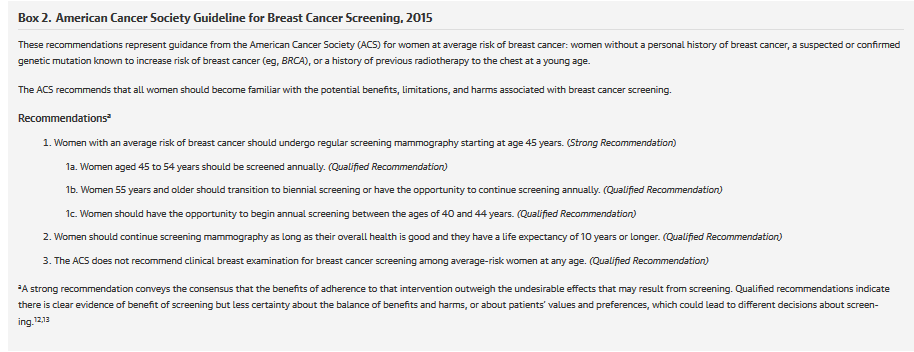 Box 2. American Cancer Society Guideline for Breast Cancer Screening, 2015
These recommendations represent guidance from the American Cancer Society (ACS) for women at average risk of breast cancer: women without a personal history of breast cancer, a suspected or confirmed
genetic mutation known to increase risk of breast cancer (eg, BRCA), or a history of previous radiotherapy to the chest at a young age.
The ACS recommends that all women should become familiar with the potential benefits, limitations, and harms associated with breast cancer screening.
Recommendationsᵃ
1. Women with an average risk of breast cancer should undergo regular screening mammography starting at age 45 years. (Strong Recommendation)
1a. Women aged 45 to 54 years should be screened annually. (Qualified Recommendation)
1b. Women 55 years and older should transition to biennial screening or have the opportunity to continue screening annually. (Qualified Recommendation)
1c. Women should have the opportunity to begin annual screening between the ages of 40 and 44 years. (Qualified Recommendation)
2. Women should continue screening mammography as long as their overall health is good and they have a life expectancy of 10 years or longer. (Qualified Recommendation)
3. The ACS does not recommend clinical breast examination for breast cancer screening among average-risk women at any age. (Qualified Recommendation)
ᵃA strong recommendation conveys the consensus that the benefits of adherence to that intervention outweigh the undesirable effects that may result from screening. Qualified recommendations indicate
there is clear evidence of benefit of screening but less certainty about the balance of benefits and harms, or about patients' values and preferences, which could lead to different decisions about screen-
ing.¹²,¹³